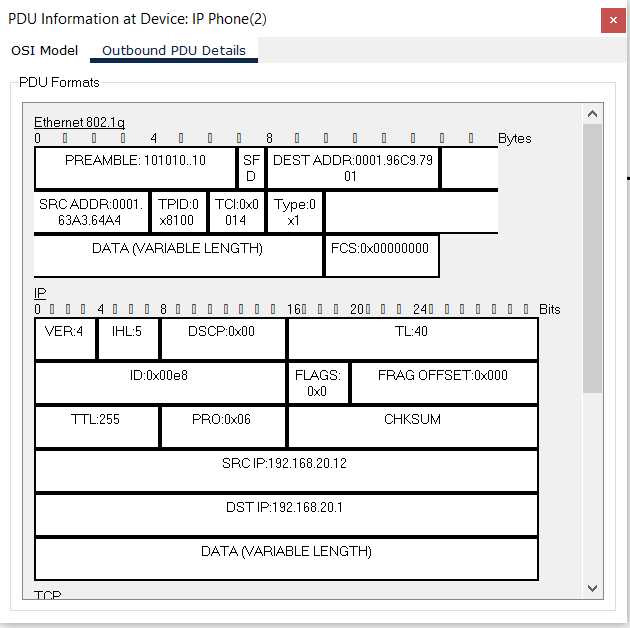 PDU Information at Device: IP Phone(2)
OSI Model Outbound PDU Details
PDU Formats
Ethernet 802.1q
0 4 8 Bytes
PREAMBLE: 101010..10 SF DEST ADDR:0001.96C9.79
D 01
SRC ADDR:0001. TPID:0 TCI:0x0 Type:0
63A3.64A4 x8100 014 x1
DATA (VARIABLE LENGTH) FCS:0x00000000
IP
0 4 8 16 20 24 Bits
VER:4 IHL:5 DSCP:0x00 TL:40
ID:0x00e8 FLAGS: FRAG OFFSET:0x000
0x0
TTL:255 PRO:0x06 CHKSUM
SRC IP:192.168.20.12
DST IP:192.168.20.1
DATA (VARIABLE LENGTH)
TCP